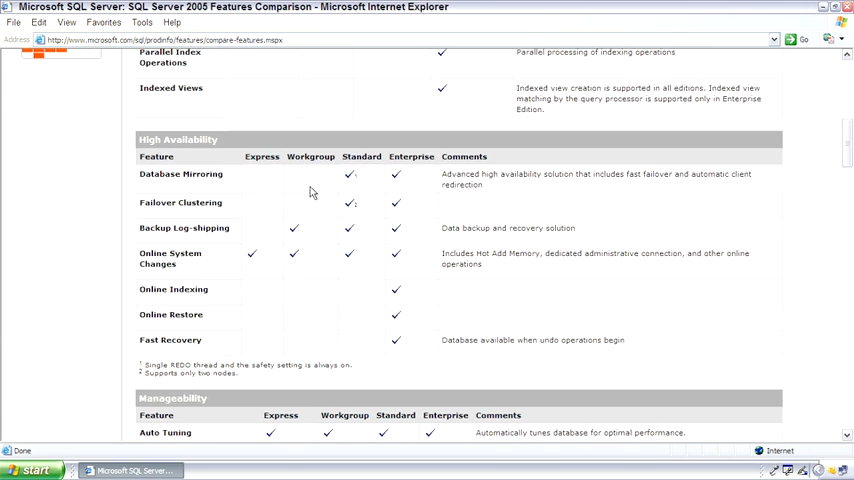 Microsoft SQL Server: SQL Server 2005 Features Comparison - Microsoft Internet Explorer
File Edit View Favorites Tools Help
Address http://www.microsoft.com/sql/prodinfo/features/compare-features.mspx Go
Parallel Index Operations Parallel processing of indexing operations
Indexed Views Indexed view creation is supported in all editions. Indexed view
matching by the query processor is supported only in Enterprise
Edition.
High Availability
Feature Express Workgroup Standard Enterprise Comments
Database Mirroring ✓1 ✓ Advanced high availability solution that includes fast failover and automatic client
redirection
Failover Clustering ✓2 ✓
Backup Log-shipping ✓ ✓ ✓ Data backup and recovery solution
Online System Changes ✓ ✓ ✓ ✓ Includes Hot Add Memory, dedicated administrative connection, and other online
operations
Online Indexing ✓
Online Restore ✓
Fast Recovery ✓ Database available when undo operations begin
1 Single REDO thread and the safety setting is always on.
2 Supports only two nodes.
Manageability
Feature Express Workgroup Standard Enterprise Comments
Auto Tuning ✓ ✓ ✓ ✓ Automatically tunes database for optimal performance.
Done Internet
start Microsoft SQL Server...